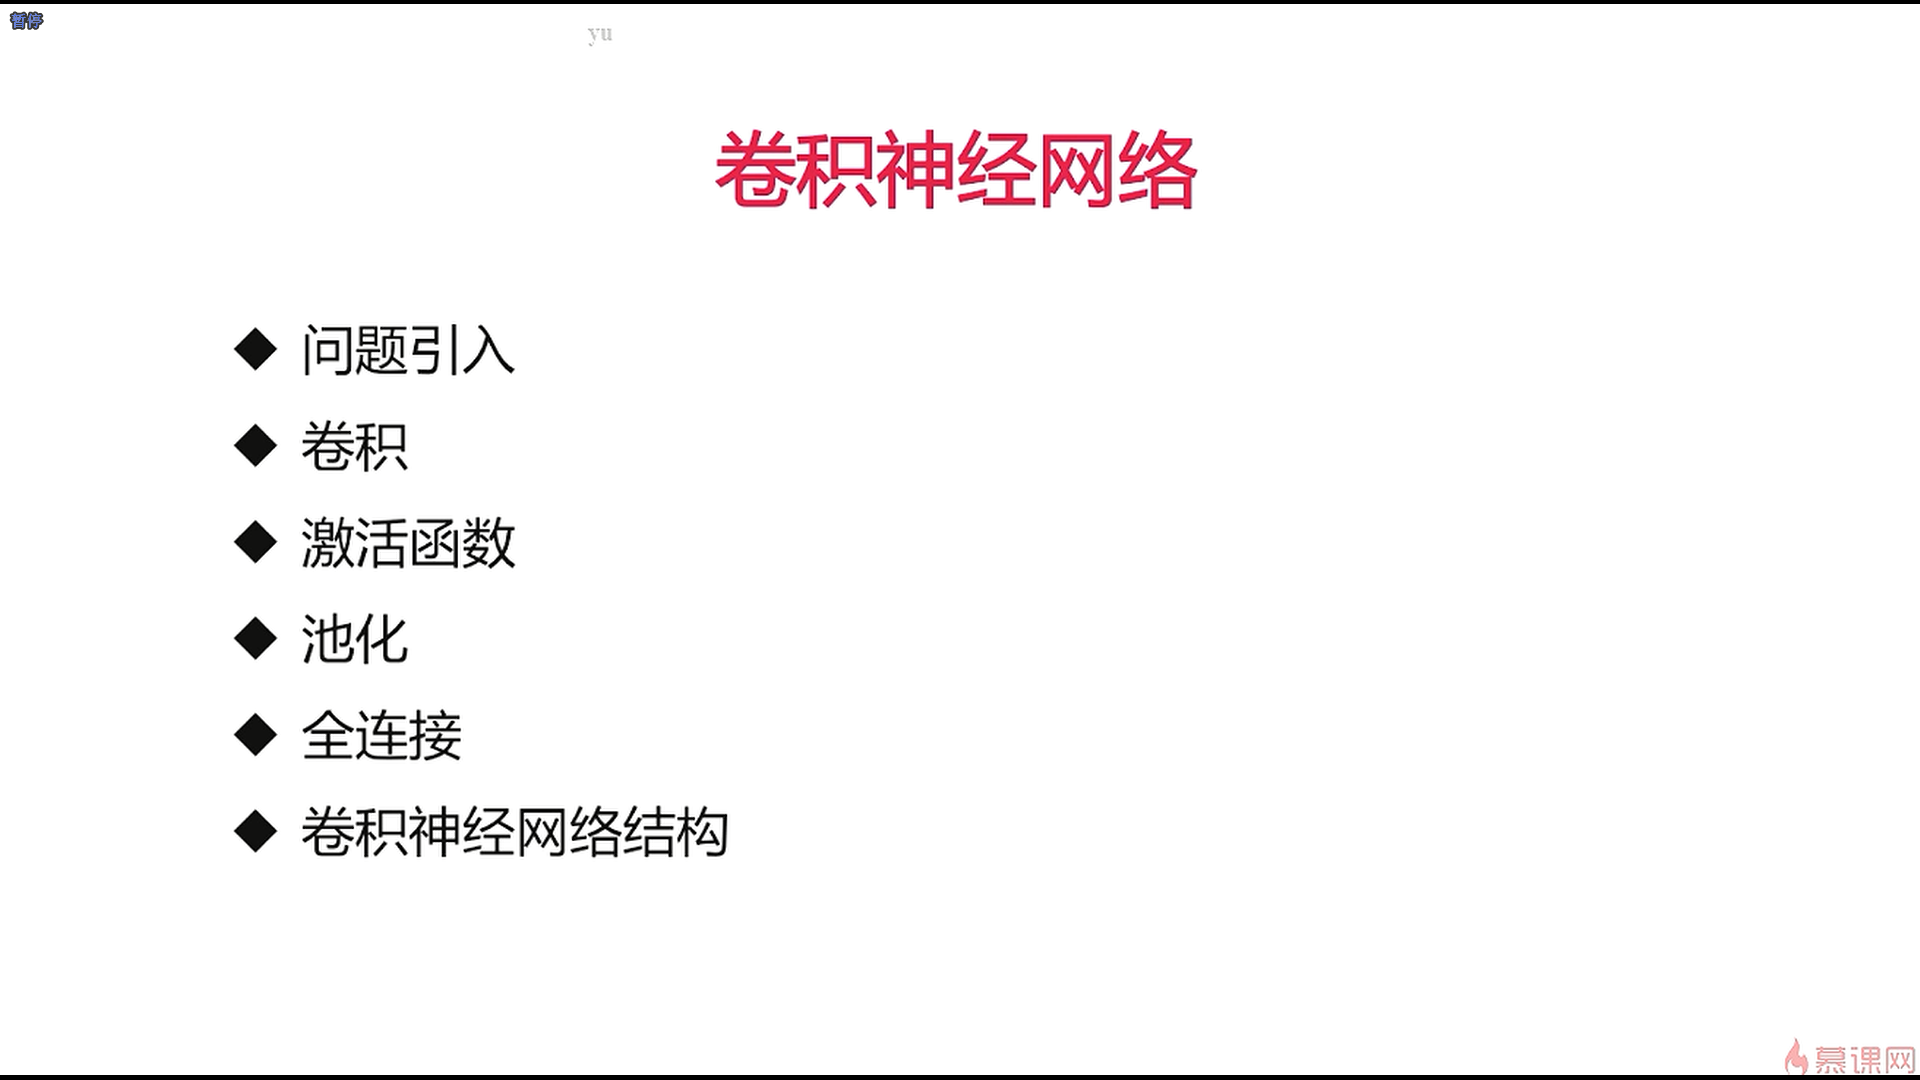 暂停
yu
卷积神经网络
◆ 问题引入
◆ 卷积
◆ 激活函数
◆ 池化
◆ 全连接
◆ 卷积神经网络结构
慕课网